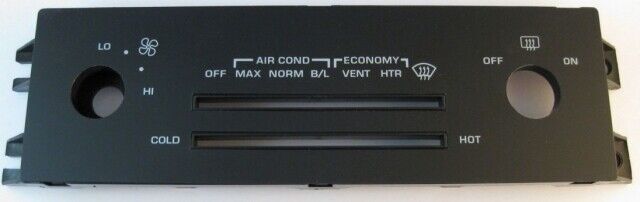 LO
HI
AIR COND ECONOMY
OFF MAX NORM B/L VENT HTR
COLD HOT
OFF ON